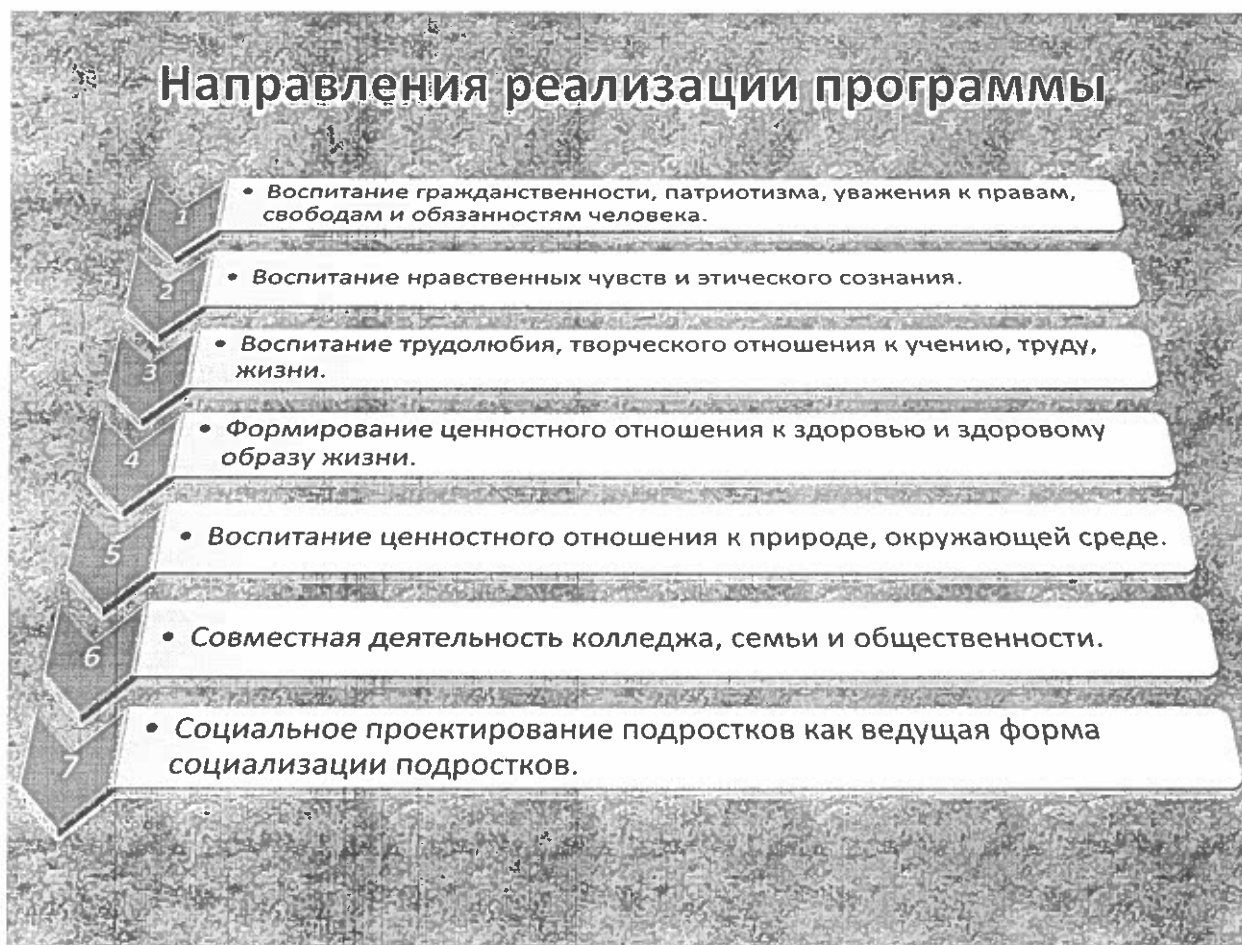 Направления реализации программы
1
• Воспитание гражданственности, патриотизма, уважения к правам,
свободам и обязанностям человека.
2
• Воспитание нравственных чувств и этического сознания.
3
• Воспитание трудолюбия, творческого отношения к учению, труду,
жизни.
4
• Формирование ценностного отношения к здоровью и здоровому
образу жизни.
5
• Воспитание ценностного отношения к природе, окружающей среде.
6
• Совместная деятельность колледжа, семьи и общественности.
7
• Социальное проектирование подростков как ведущая форма
социализации подростков.